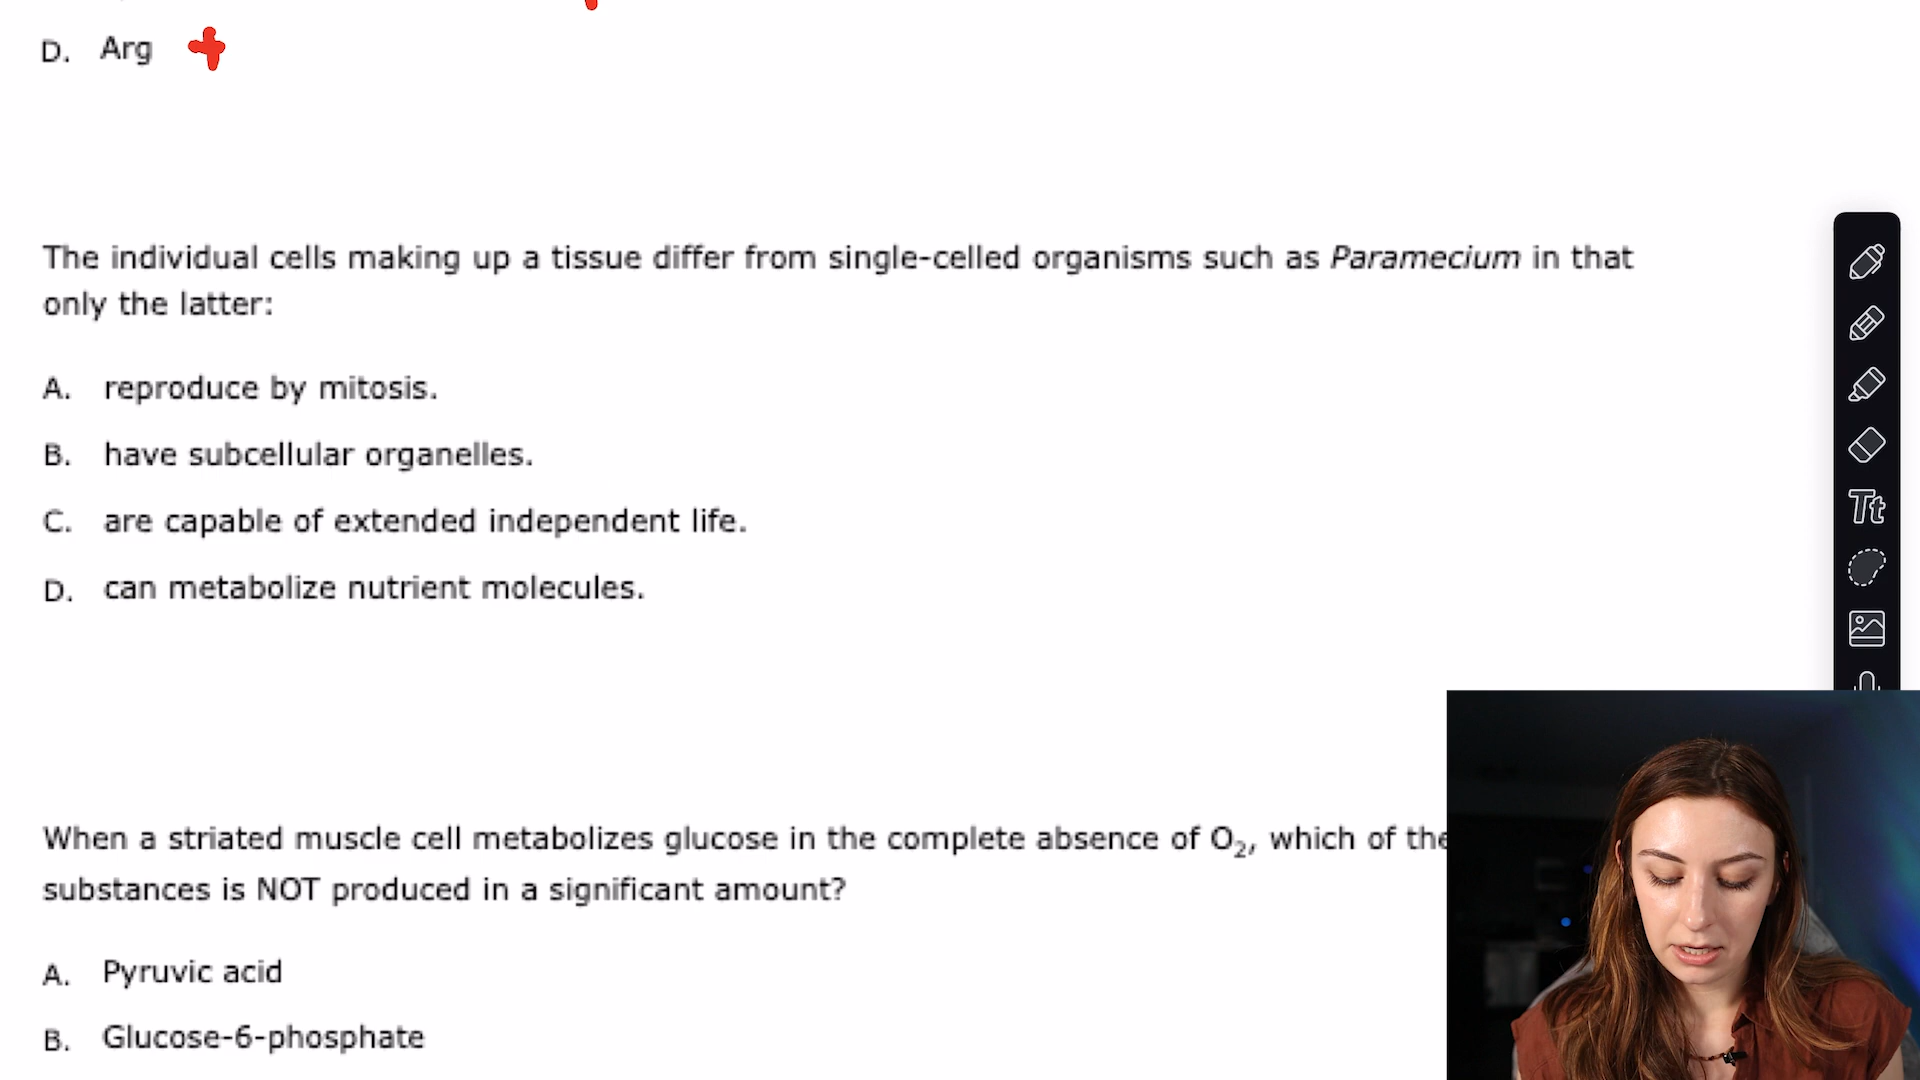 D. Arg
The individual cells making up a tissue differ from single-celled organisms such as Paramecium in that
only the latter:
A. reproduce by mitosis.
B. have subcellular organelles.
C. are capable of extended independent life.
D. can metabolize nutrient molecules.
Tt
When a striated muscle cell metabolizes glucose in the complete absence of O₂, which of the
substances is NOT produced in a significant amount?
A. Pyruvic acid
B. Glucose-6-phosphate